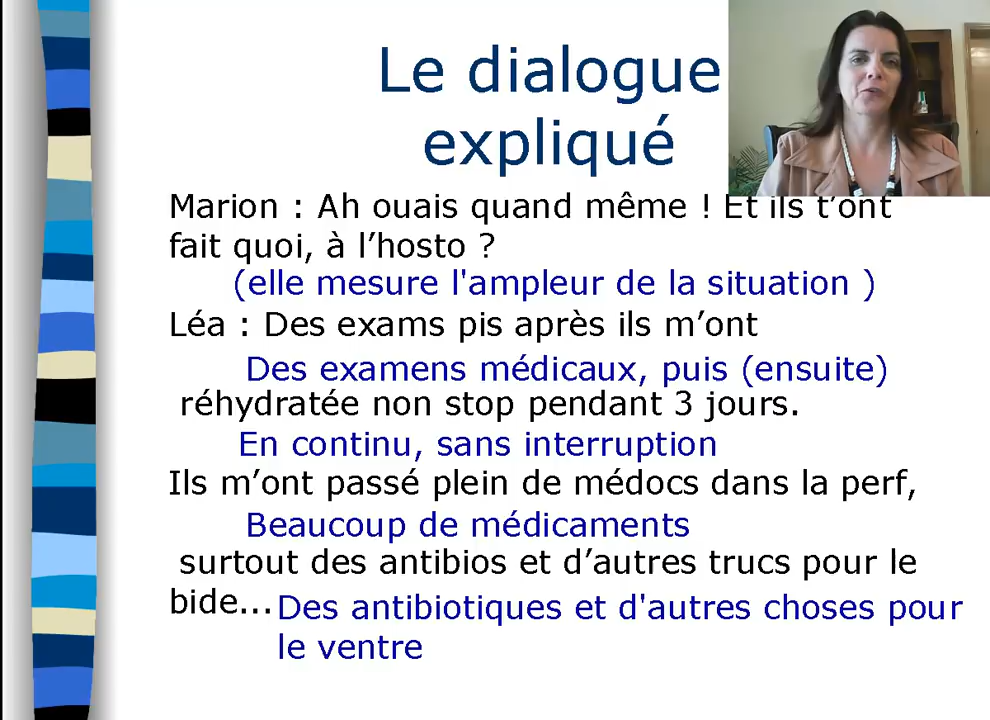 Le dialogue
expliqué
Marion : Ah ouais quand même ! Et ils t’ont
fait quoi, à l’hosto ?
(elle mesure l'ampleur de la situation )
Léa : Des exams pis après ils m’ont
Des examens médicaux, puis (ensuite)
réhydratée non stop pendant 3 jours.
En continu, sans interruption
Ils m’ont passé plein de médocs dans la perf,
Beaucoup de médicaments
surtout des antibios et d’autres trucs pour le
bide...
Des antibiotiques et d'autres choses pour
le ventre